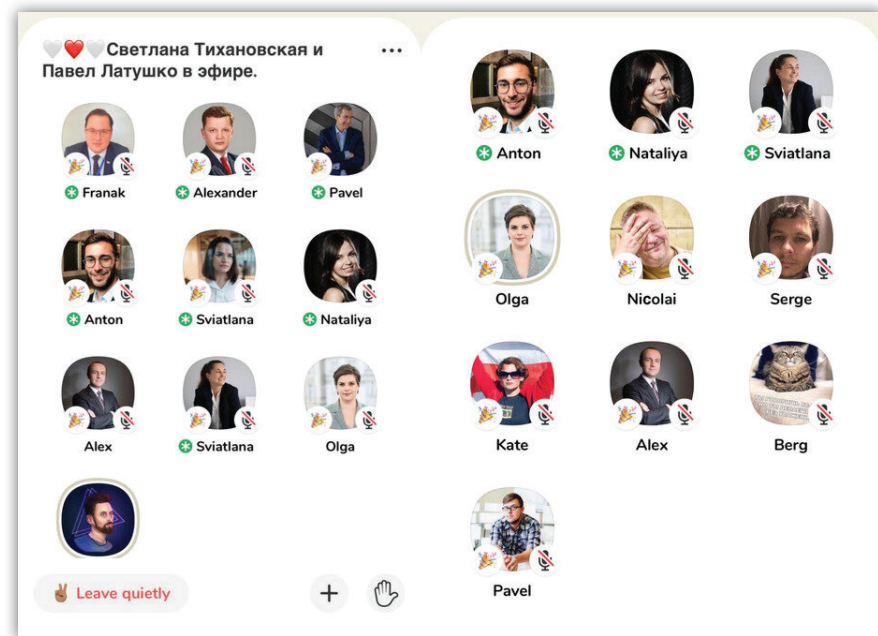 🤍❤️🤍Светлана Тихановская и
Павел Латушко в эфире.
Franak Alexander Pavel
Anton Sviatlana Nataliya
Alex Sviatlana Olga
Leave quietly
Anton Nataliya Sviatlana
Olga Nicolai Serge
Kate Alex Berg
Pavel